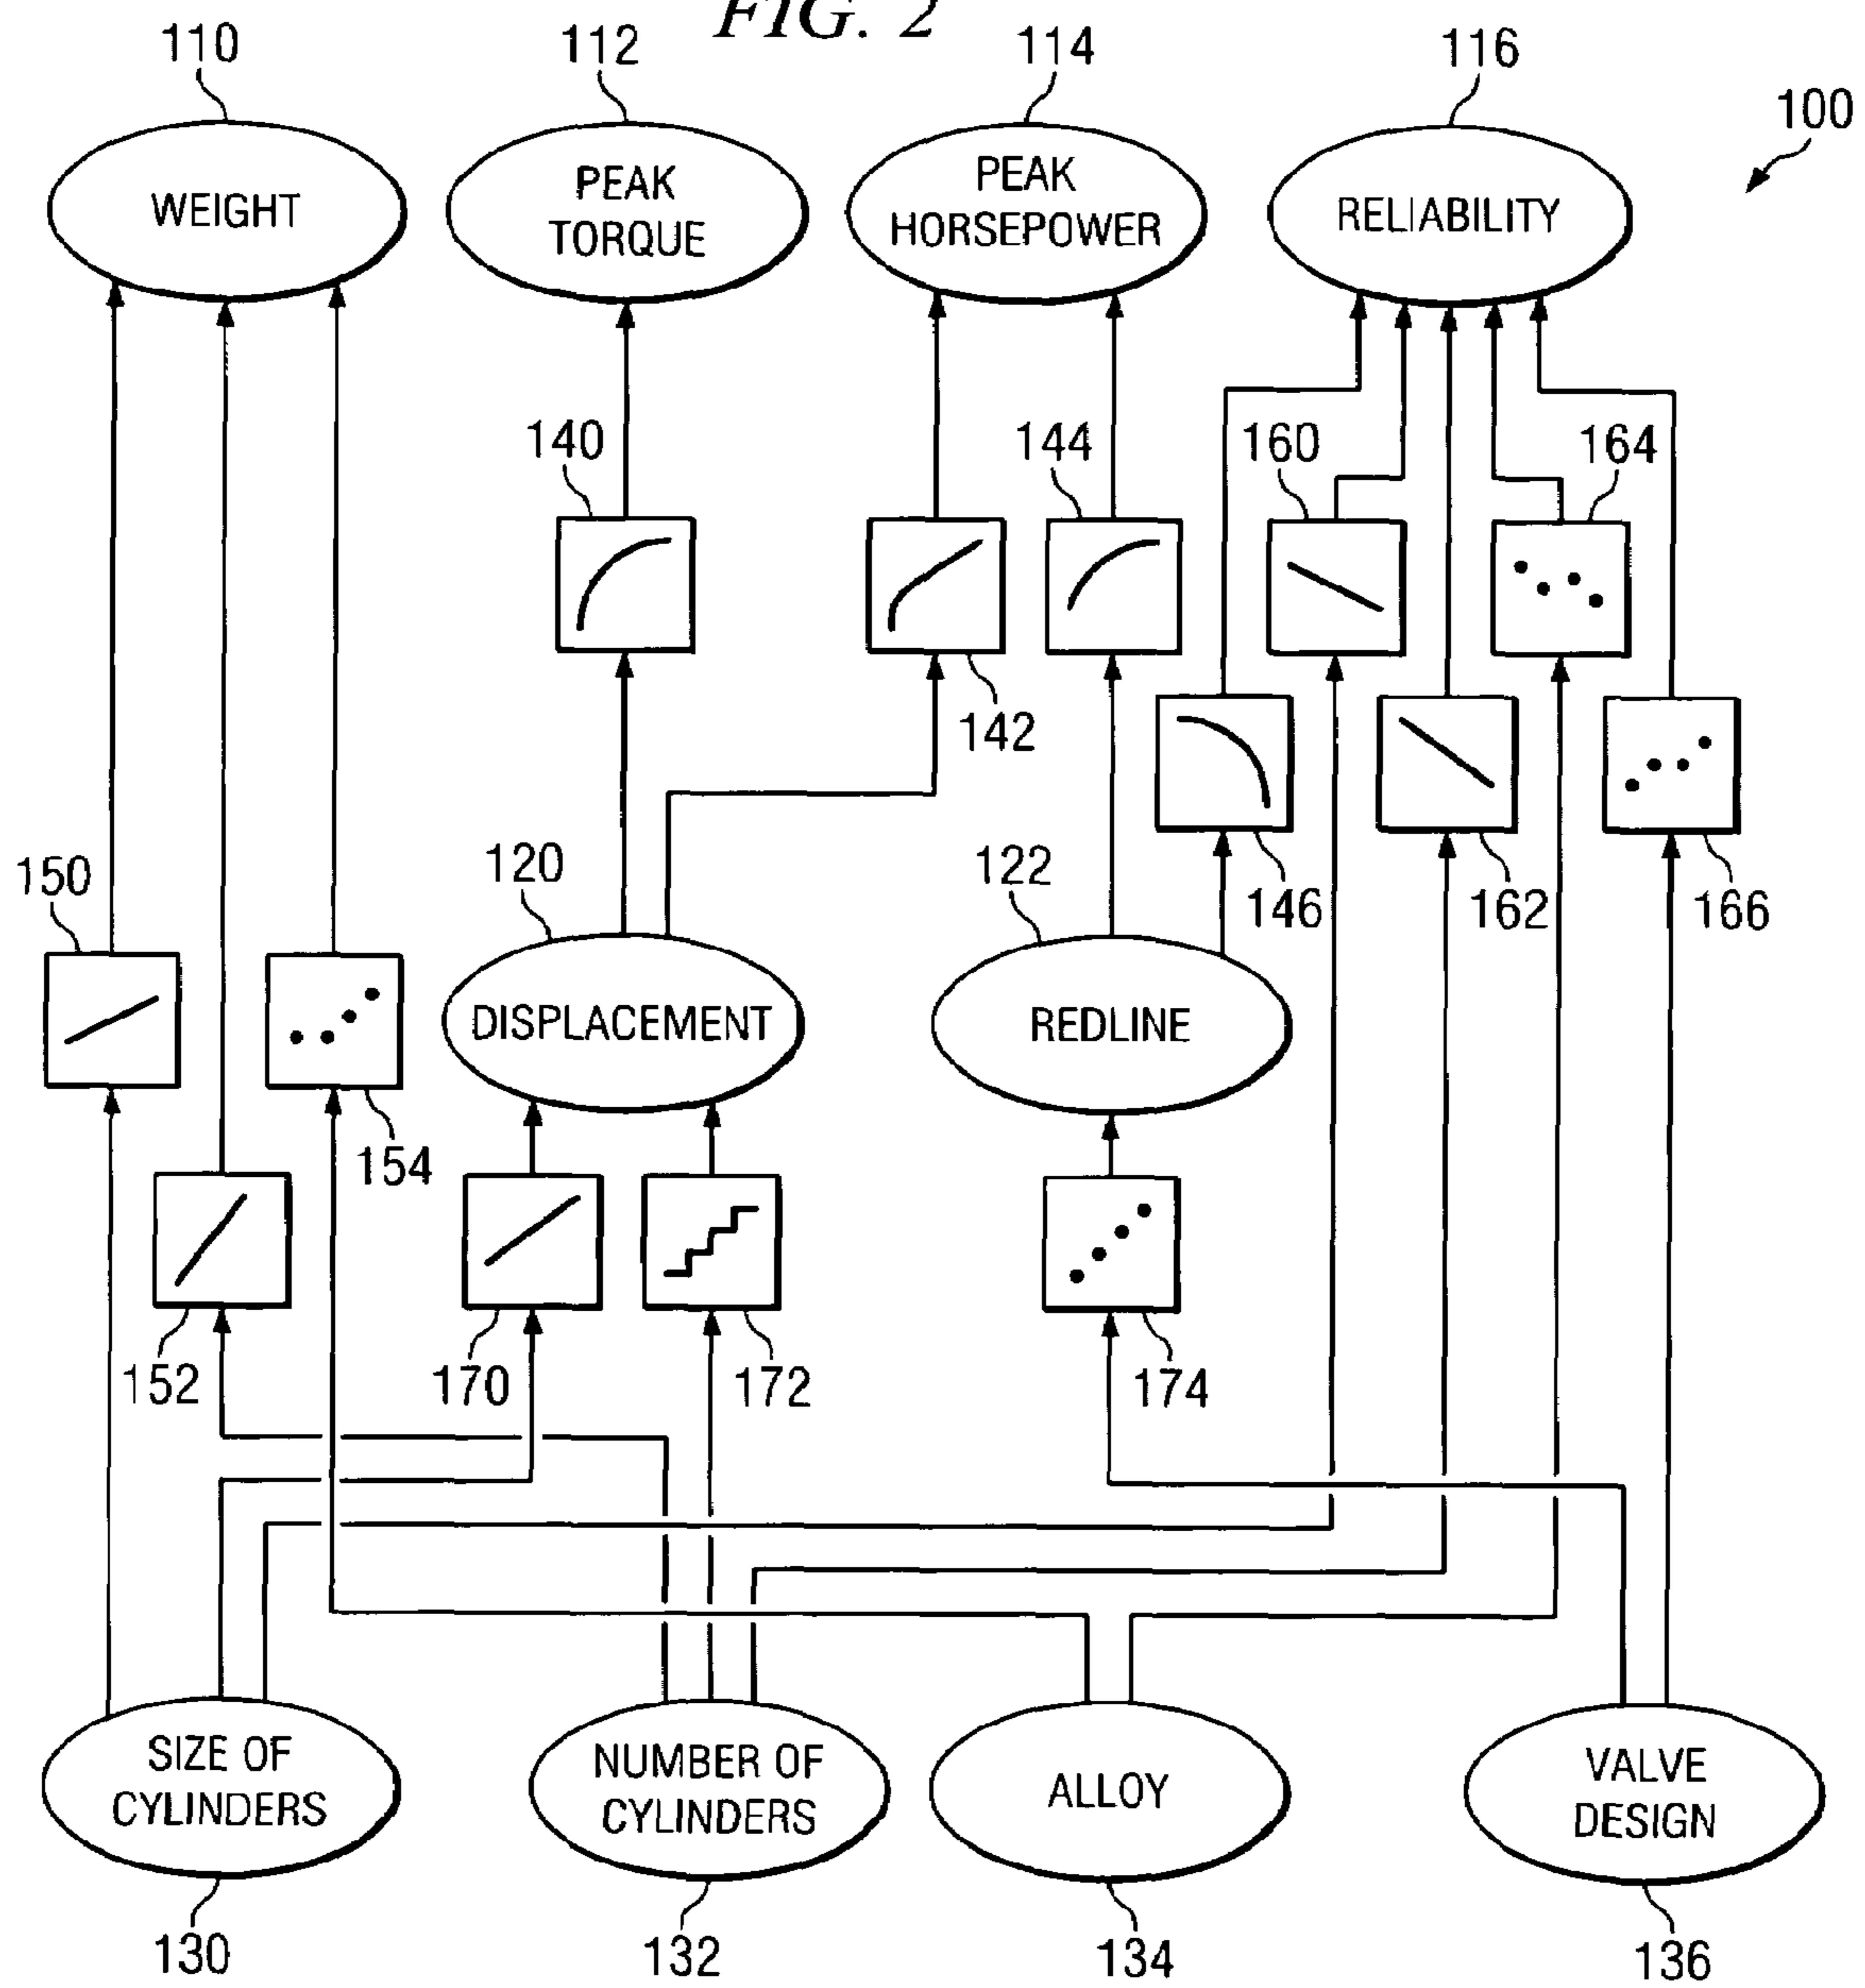 FIG. 2
110
112
114
116
100
WEIGHT
PEAK
TORQUE
PEAK
HORSEPOWER
RELIABILITY
140
144
160
164
142
150
120
122
146
162
166
DISPLACEMENT
REDLINE
154
152
170
172
174
SIZE OF
CYLINDERS
NUMBER OF
CYLINDERS
ALLOY
VALVE
DESIGN
130
132
134
136